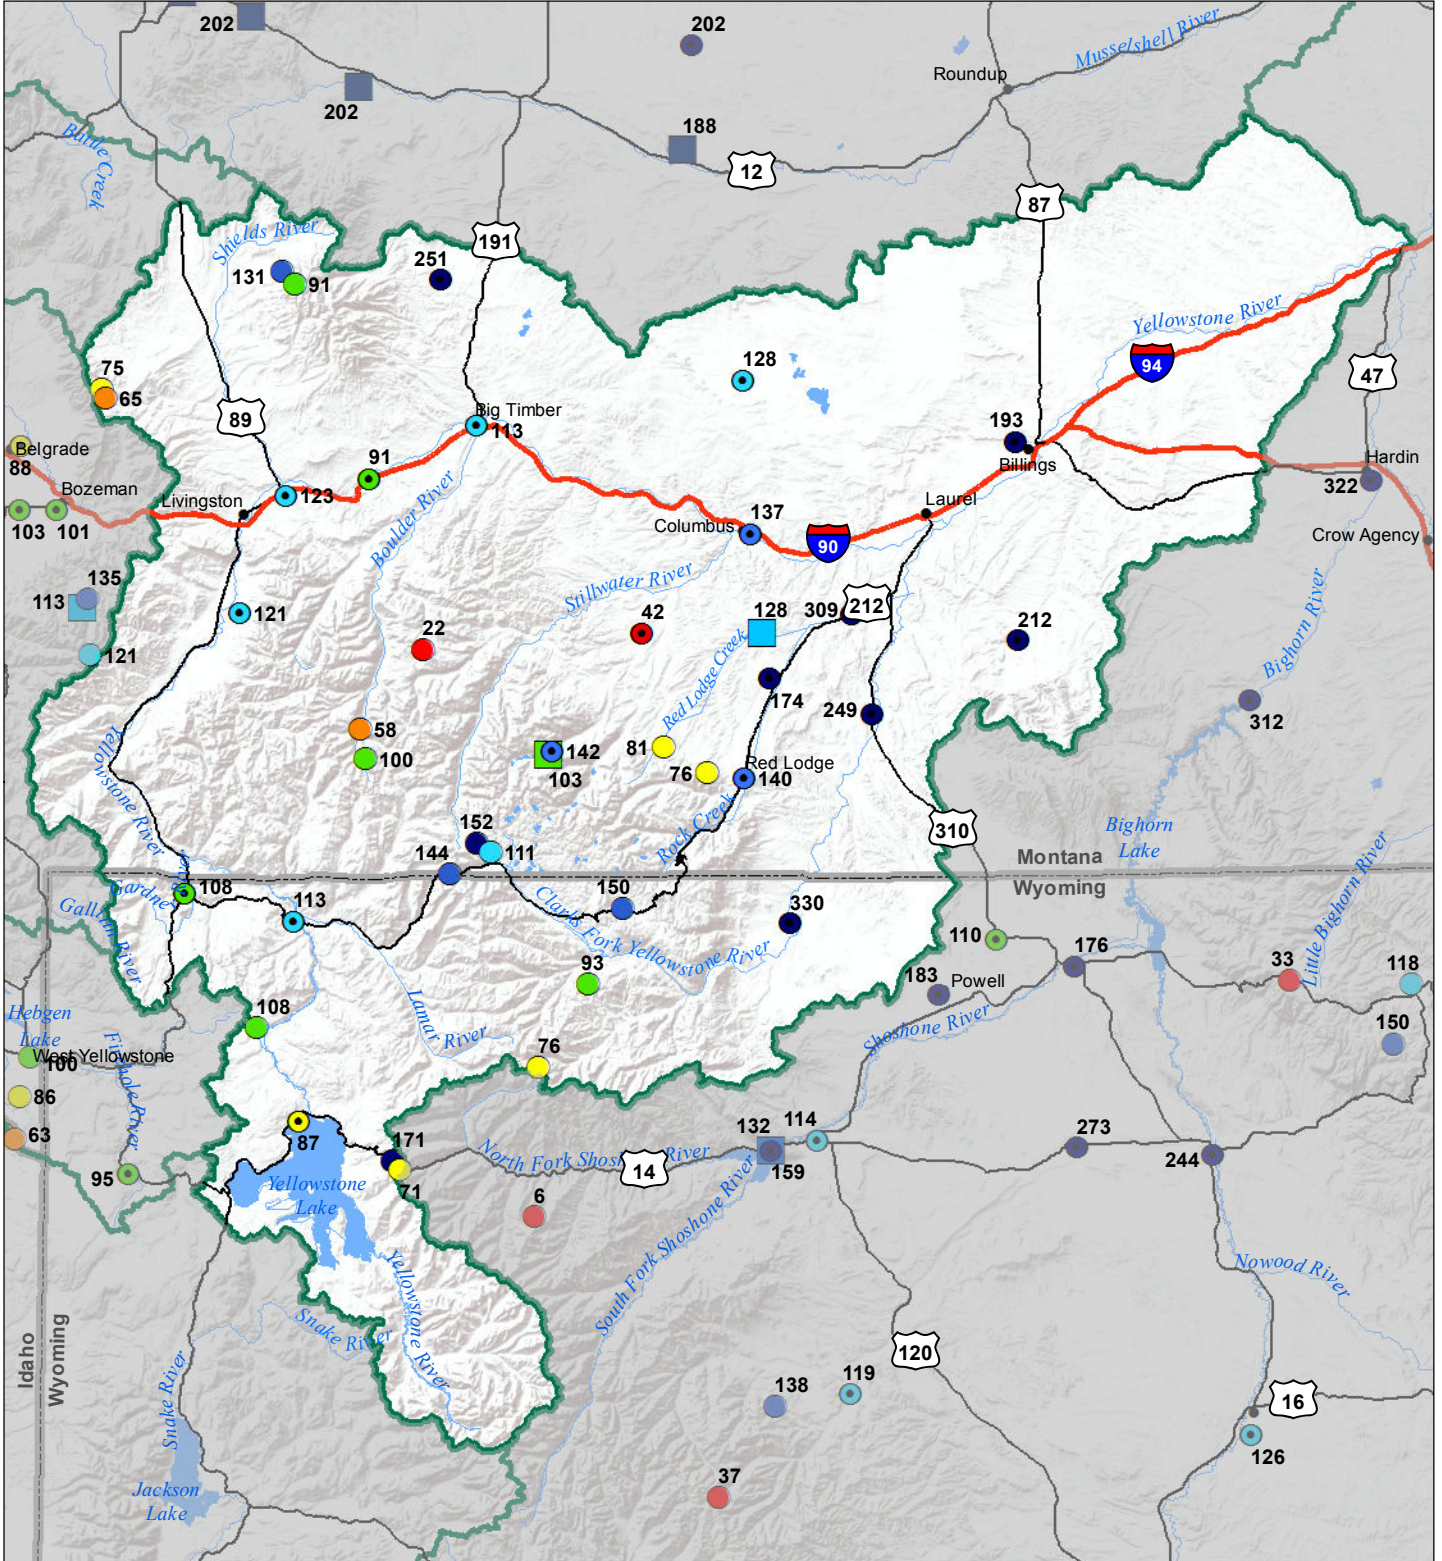 202
202
Musselshell River
Roundup
202
188
12
Battle Creek
87
191
Shields River
251
131
91
Yellowstone River
128
94
47
75
65
89
Big Timber
113
193
Billings
Hardin
322
Belgrade
88
91
Bozeman
Livingston
123
Laurel
103
101
Boulder River
137
Columbus
90
Crow Agency
135
113
Stillwater River
121
22
42
128
309
212
212
121
Red Lodge Creek
174
249
Bighorn River
312
58
100
142
103
81
76
Red Lodge
140
Yellowstone River
310
Bighorn
Lake
152
111
144
Rock Creek
Montana
Wyoming
Little Bighorn River
108
Gardner
River
113
150
Clarks Fork Yellowstone River
330
Gallatin River
110
176
33
118
93
183
Powell
Shoshone River
108
Lamar River
Hebgen
Lake
West Yellowstone
100
Firehole River
76
150
86
63
87
171
71
132
114
159
273
244
North Fork Shoshone River
14
95
Yellowstone
Lake
6
South Fork Shoshone River
Yellowstone River
Nowood River
Snake River
Idaho
Wyoming
120
Snake River
138
119
16
126
37
Jackson
Lake